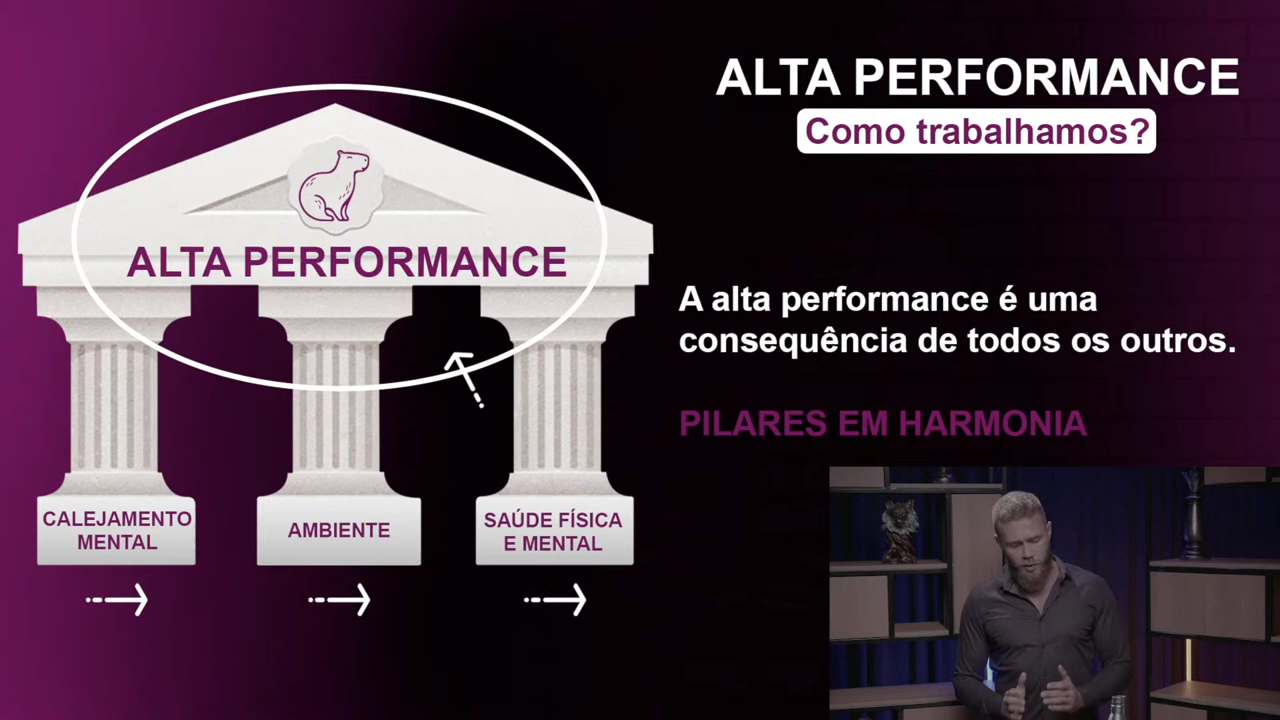 ALTA PERFORMANCE
Como trabalhamos?
ALTA PERFORMANCE
A alta performance é uma
consequência de todos os outros.
PILARES EM HARMONIA
CALEJAMENTO
MENTAL
AMBIENTE
SAÚDE FÍSICA
E MENTAL